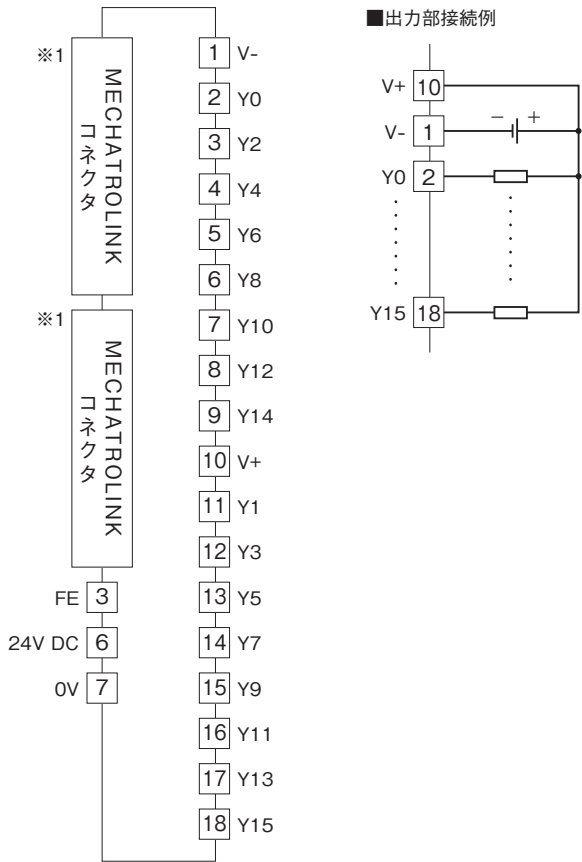 ※1
MECHATROLINK
コネクタ
※1
MECHATROLINK
コネクタ
FE 3
24V DC 6
0V 7
1 V-
2 Y0
3 Y2
4 Y4
5 Y6
6 Y8
7 Y10
8 Y12
9 Y14
10 V+
11 Y1
12 Y3
13 Y5
14 Y7
15 Y9
16 Y11
17 Y13
18 Y15
■出力部接続例
V+ 10
V- 1 − +
Y0 2
Y15 18